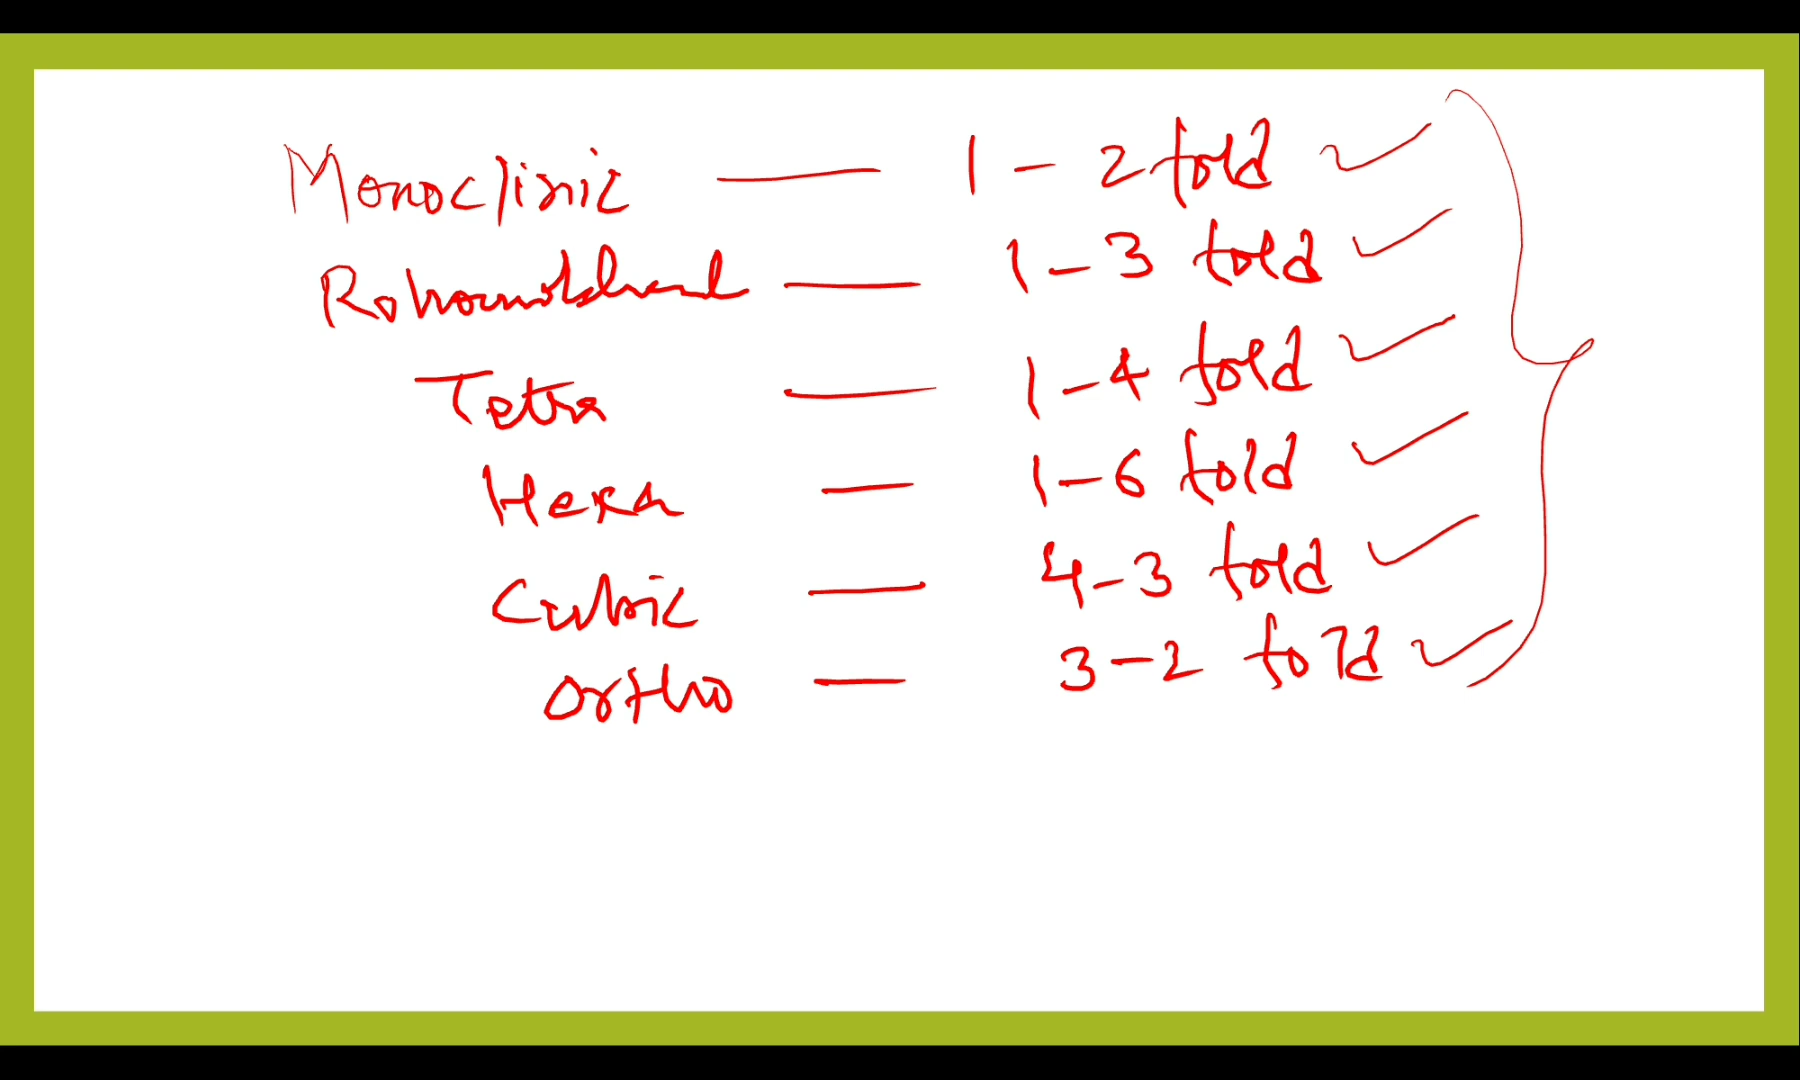 Monoclinic — 1 - 2 fold ✓
Rohombohedral — 1 - 3 fold ✓
Tetra — 1 - 4 fold ✓
Hexa — 1 - 6 fold ✓
Cubic — 4 - 3 fold ✓
Ortho — 3 - 2 fold ✓